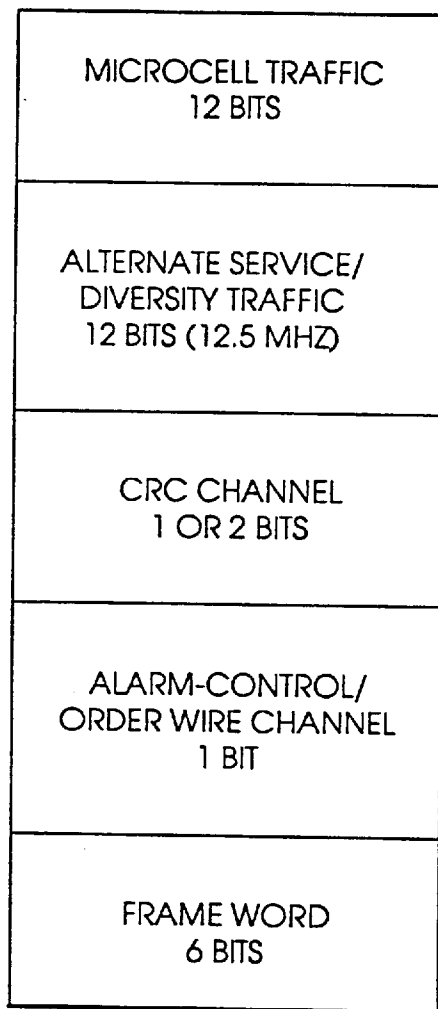 MICROCELL TRAFFIC
12 BITS
ALTERNATE SERVICE/
DIVERSITY TRAFFIC
12 BITS (12.5 MHZ)
CRC CHANNEL
1 OR 2 BITS
ALARM-CONTROL/
ORDER WIRE CHANNEL
1 BIT
FRAME WORD
6 BITS